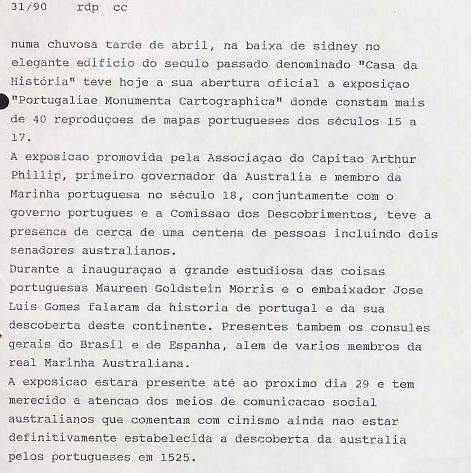 31/90 rdp cc
numa chuvosa tarde de abril, na baixa de sidney no
elegante edificio do seculo passado denominado "Casa da
História" teve hoje a sua abertura oficial a exposiçao
"Portugaliae Monumenta Cartographica" donde constam mais
de 40 reproduçoes de mapas portugueses dos séculos 15 a
17.
A exposicao promovida pela Associaçao do Capitao Arthur
Phillip, primeiro governador da Australia e membro da
Marinha portuguesa no século 18, conjuntamente com o
governo portugues e a Comissao dos Descobrimentos, teve a
presenca de cerca de uma centena de pessoas incluindo dois
senadores australianos.
Durante a inauguraçao a grande estudiosa das coisas
portuguesas Maureen Goldstein Morris e o embaixador Jose
Luis Gomes falaram da historia de portugal e da sua
descoberta deste continente. Presentes tambem os consules
gerais do Brasil e de Espanha, alem de varios membros da
real Marinha Australiana.
A exposicao estara presente até ao proximo dia 29 e tem
merecido a atencao dos meios de comunicacao social
australianos que comentam com cinismo ainda nao estar
definitivamente estabelecida a descoberta da australia
pelos portugueses em 1525.